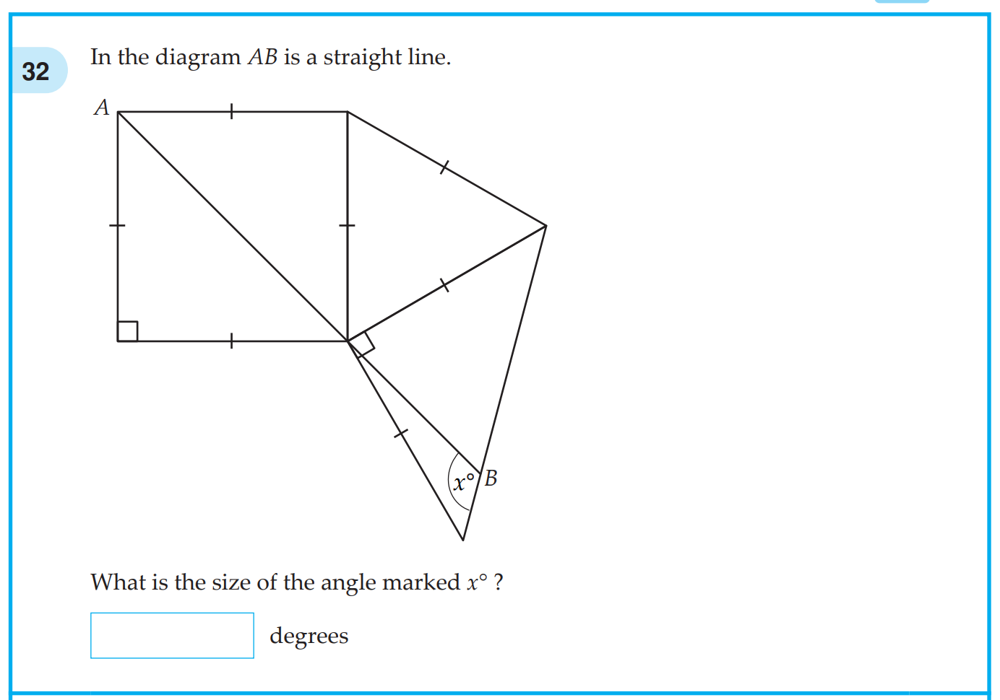 32
In the diagram AB is a straight line.
A
x°
B
What is the size of the angle marked x° ?
degrees